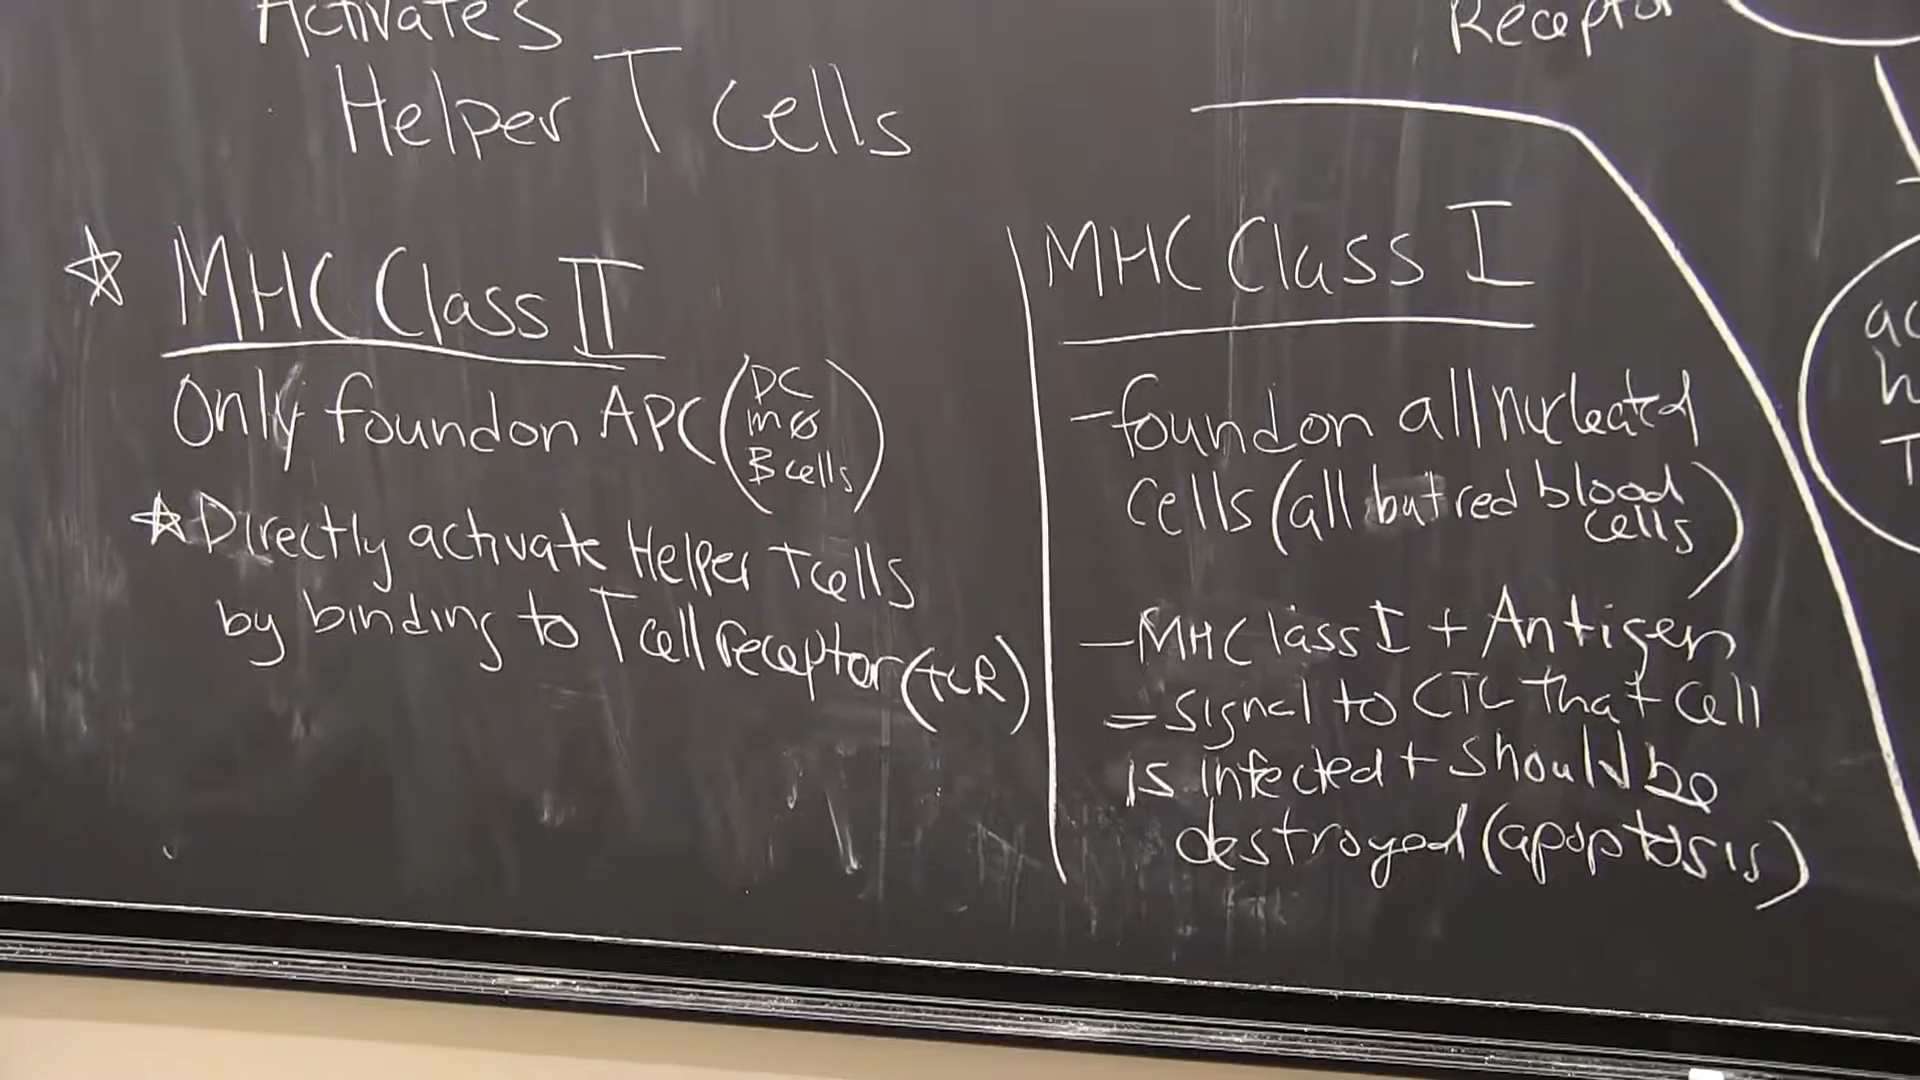 Activates
Helper T Cells
☆ MHC Class II
Only found on APC (DC
mø
B cells)
☆ Directly activate Helper T cells
by binding to T cell receptor (TCR)
Receptor
MHC Class I
- found on all nucleated
cells (all but red blood
cells)
- MHC lass I + Antigen
= signal to CTL that cell
is infected + should be
destroyed (apoptosis)
ac
h
T